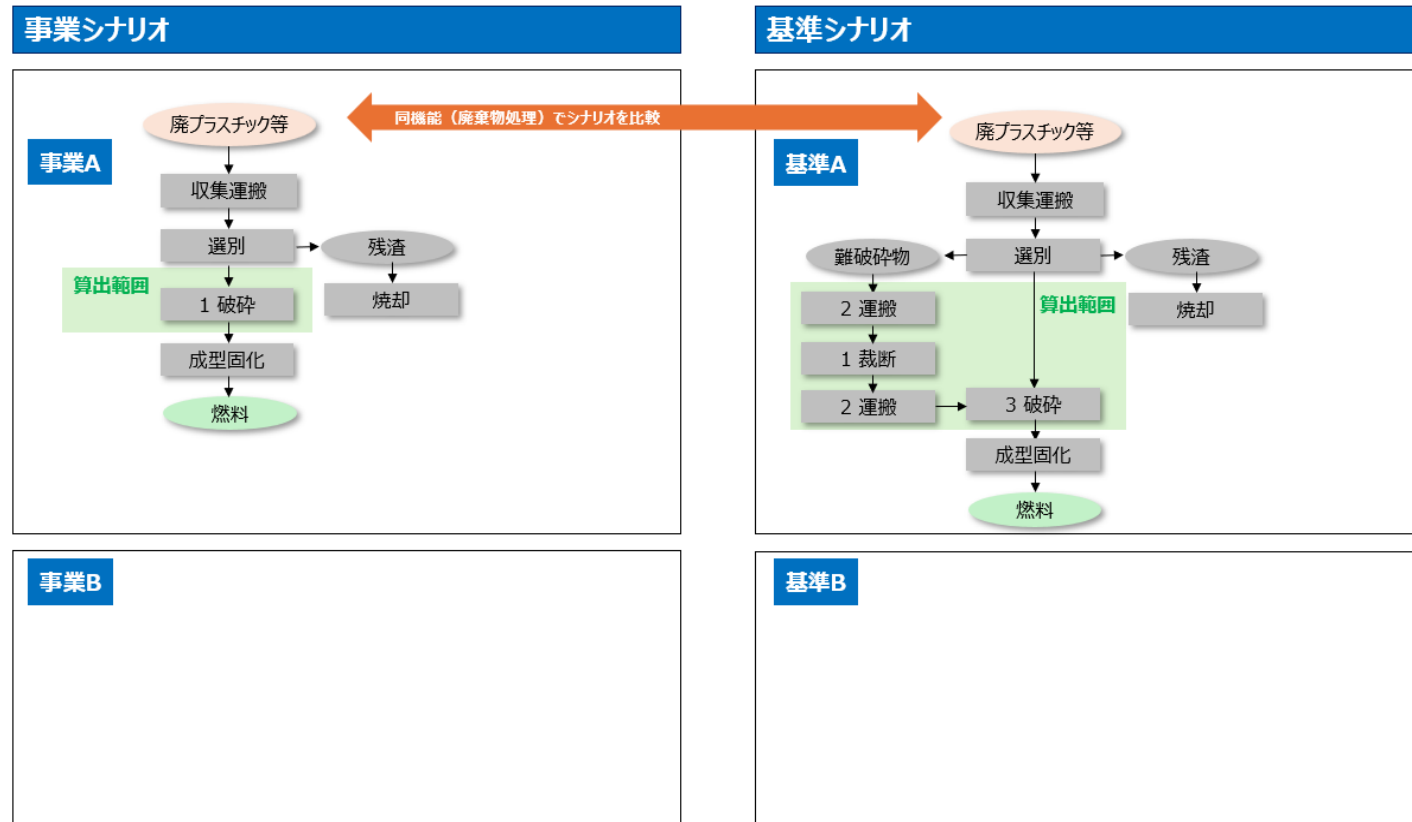 事業シナリオ
基準シナリオ
同機能（廃棄物処理）でシナリオを比較
事業A
廃プラスチック等
収集運搬
選別
残渣
算出範囲
1 破砕
焼却
成型固化
燃料
基準A
廃プラスチック等
収集運搬
難破砕物
選別
残渣
2 運搬
算出範囲
焼却
1 裁断
2 運搬
3 破砕
成型固化
燃料
事業B
基準B